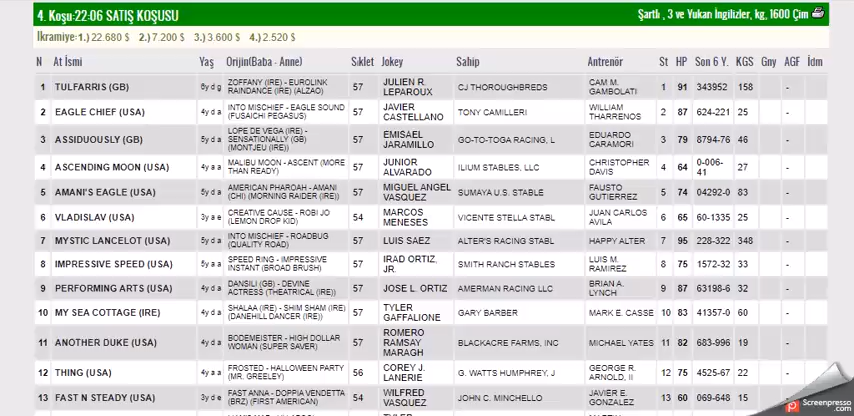 4. Koşu:22:06 SATIŞ KOŞUSU Şartlı , 3 ve Yukarı İngilizler, kg, 1600 Çim
İkramiye:1.) 22.680 $ 2.) 7.200 $ 3.) 3.600 $ 4.) 2.520 $
N At İsmi Yaş Orijin(Baba - Anne) Sıklet Jokey Sahip Antrenör St HP Son 6 Y. KGS Gny AGF İdm
1 TULFARRIS (GB) 6y d g ZOFFANY (IRE) - EUROLINK RAINDANCE (IRE) (ALZAO) 57 JULIEN R. LEPAROUX CJ THOROUGHBREDS CAM M. GAMBOLATI 1 91 343952 158 -
2 EAGLE CHIEF (USA) 4y d a INTO MISCHIEF - EAGLE SOUND (FUSAICHI PEGASUS) 57 JAVIER CASTELLANO TONY CAMILLERI WILLIAM THARRENOS 2 87 624-221 25 -
3 ASSIDUOUSLY (GB) 5y d a LOPE DE VEGA (IRE) - SENSATIONALLY (GB) (MONTJEU (IRE)) 57 EMISAEL JARAMILLO GO-TO-TOGA RACING, L EDUARDO CARAMORI 3 79 8794-76 46 -
4 ASCENDING MOON (USA) 4y a a MALIBU MOON - ASCENT (MORE THAN READY) 57 JUNIOR ALVARADO ILIUM STABLES, LLC CHRISTOPHER DAVIS 4 64 0-006-41 27 -
5 AMANI'S EAGLE (USA) 5y d a AMERICAN PHAROAH - AMANI (CHI) (MORNING RAIDER (IRE)) 57 MIGUEL ANGEL VASQUEZ SUMAYA U.S. STABLE FAUSTO GUTIERREZ 5 74 04292-0 83 -
6 VLADISLAV (USA) 3y a e CREATIVE CAUSE - ROBI JO (LEMON DROP KID) 54 MARCOS MENESES VICENTE STELLA STABL JUAN CARLOS AVILA 6 65 60-1335 25 -
7 MYSTIC LANCELOT (USA) 5y d a INTO MISCHIEF - ROADBUG (QUALITY ROAD) 57 LUIS SAEZ ALTER'S RACING STABL HAPPY ALTER 7 95 228-322 348 -
8 IMPRESSIVE SPEED (USA) 5y a a SPEED RING - IMPRESSIVE INSTANT (BROAD BRUSH) 57 IRAD ORTIZ, JR. SMITH RANCH STABLES LUIS M. RAMIREZ 8 75 1572-32 33 -
9 PERFORMING ARTS (USA) 4y d a DANSILI (GB) - DEVINE ACTRESS (THEATRICAL (IRE)) 57 JOSE L. ORTIZ AMERMAN RACING LLC BRIAN A. LYNCH 9 87 63198-6 32 -
10 MY SEA COTTAGE (IRE) 4y d a SHALAA (IRE) - SHIM SHAM (IRE) (DANEHILL DANCER (IRE)) 57 TYLER GAFFALIONE GARY BARBER MARK E. CASSE 10 83 41357-0 60 -
11 ANOTHER DUKE (USA) 4y d a BODEMEISTER - HIGH DOLLAR WOMAN (SUPER SAVER) 57 ROMERO RAMSAY MARAGH BLACKACRE FARMS, INC MICHAEL YATES 11 82 683-996 19 -
12 THING (USA) 4y a a FROSTED - HALLOWEEN PARTY (MR. GREELEY) 56 COREY J. LANERIE G. WATTS HUMPHREY, J GEORGE R. ARNOLD, II 12 75 4525-67 22 -
13 FAST N STEADY (USA) 3y d e FAST ANNA - DOPPIA VENDETTA (BRZ) (FIRST AMERICAN) 54 WILFRED VASQUEZ JOHN C. MINCHELLO JAVIER E. GONZALEZ 13 60 069-648 15 -
TYLER
Screenpresso
.com